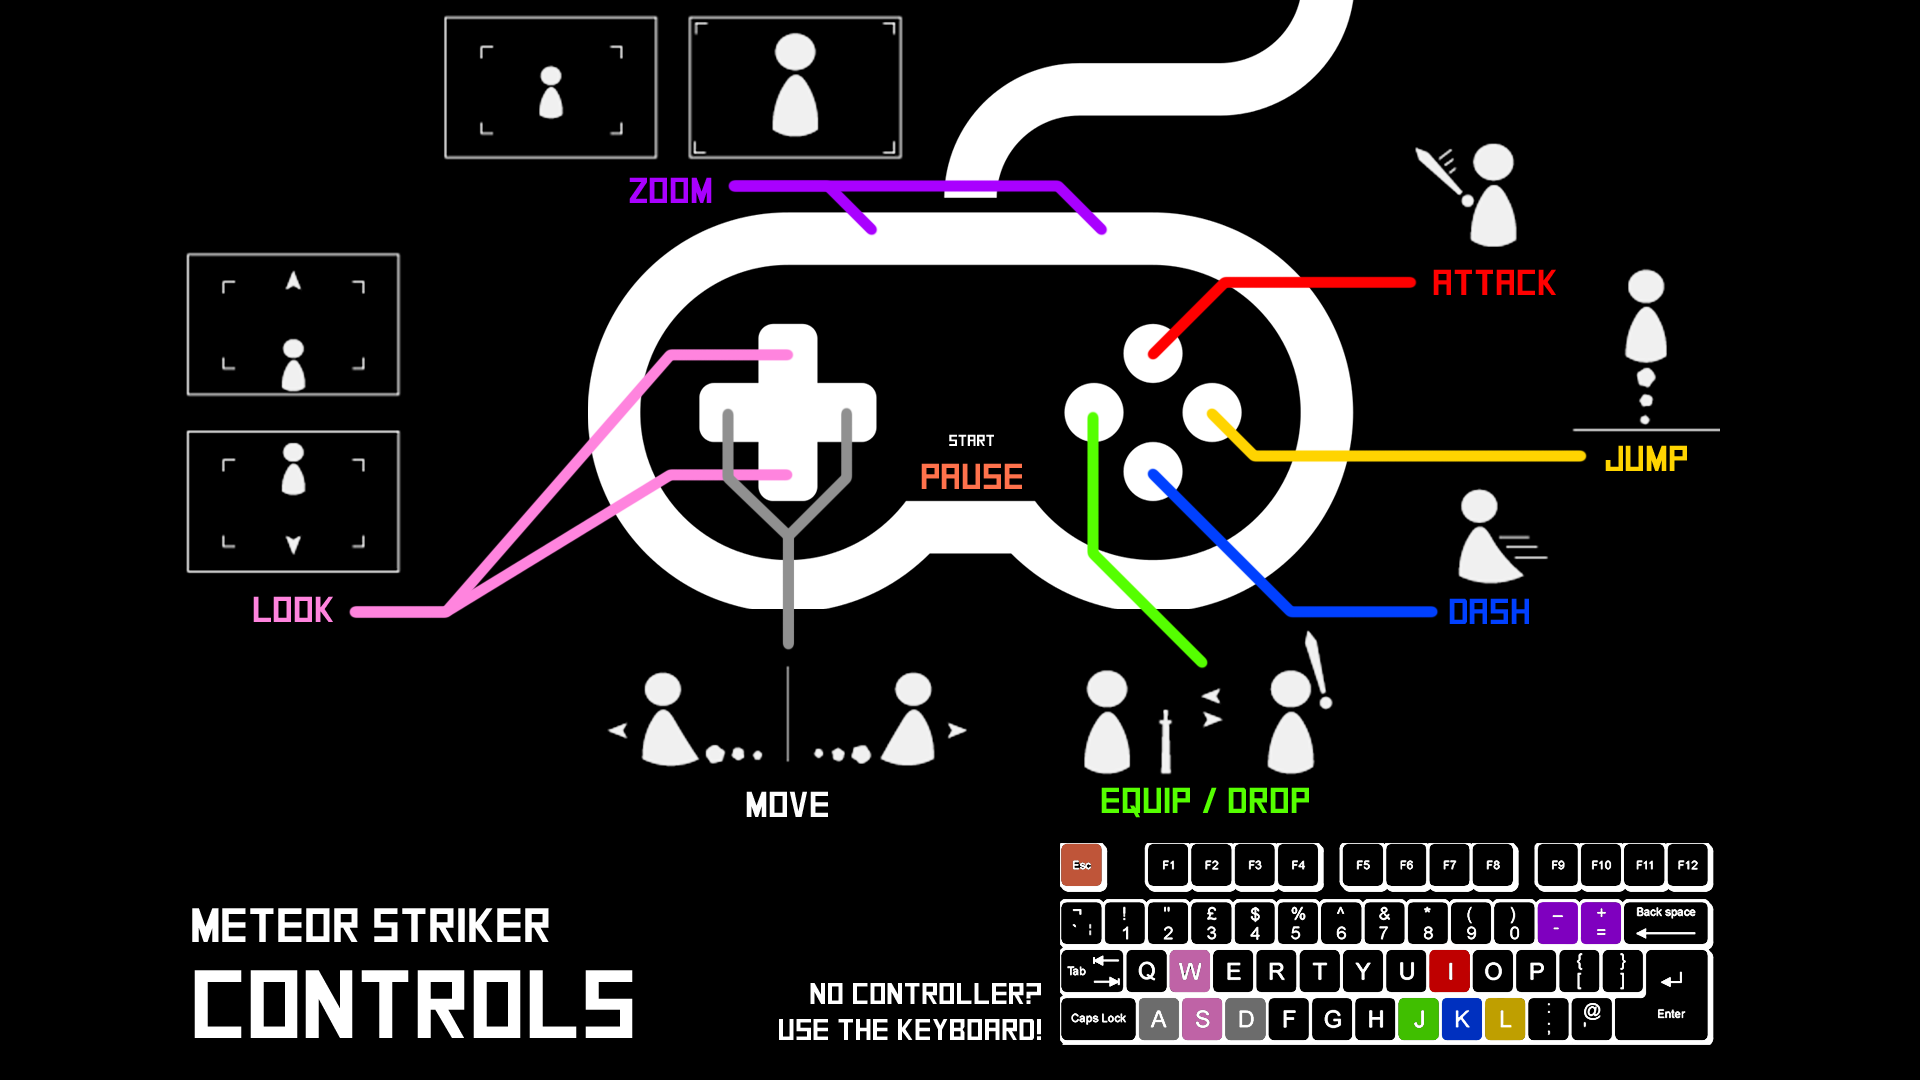 ZOOM
ATTACK
JUMP
START
PAUSE
LOOK
DASH
MOVE
EQUIP / DROP
METEOR STRIKER
CONTROLS
NO CONTROLLER?
USE THE KEYBOARD!
Esc F1 F2 F3 F4 F5 F6 F7 F8 F9 F10 F11 F12
¬ ! " £ $ % ^ & * ( ) _ + Back space
` ¦ 1 2 3 4 5 6 7 8 9 0 - =
Tab Q W E R T Y U I O P { [ } ]
Caps Lock A S D F G H J K L : ; @ ' Enter